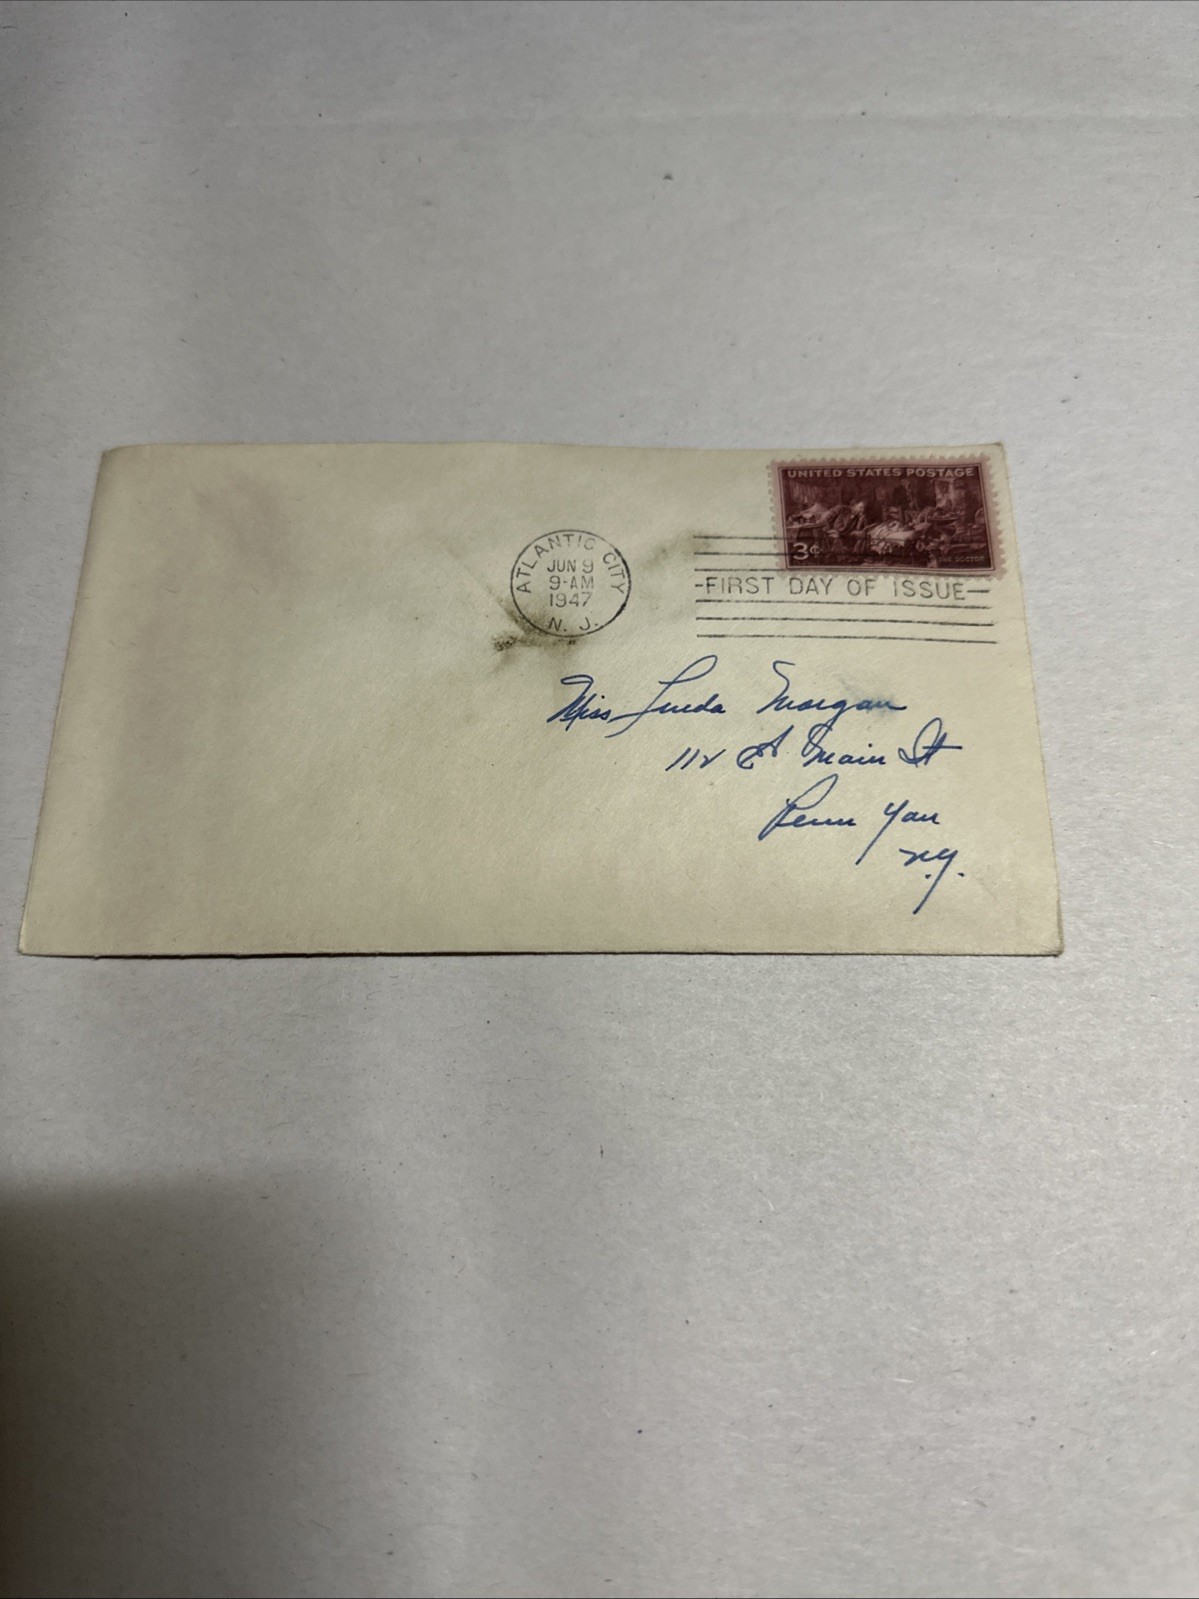 UNITED STATES POSTAGE
3¢
THE DOCTOR
ATLANTIC CITY
JUN 9
9-AM
1947
N. J.
-FIRST DAY OF ISSUE-
Miss Linda Morgan
112 Main St
Penn Yan
N.Y.